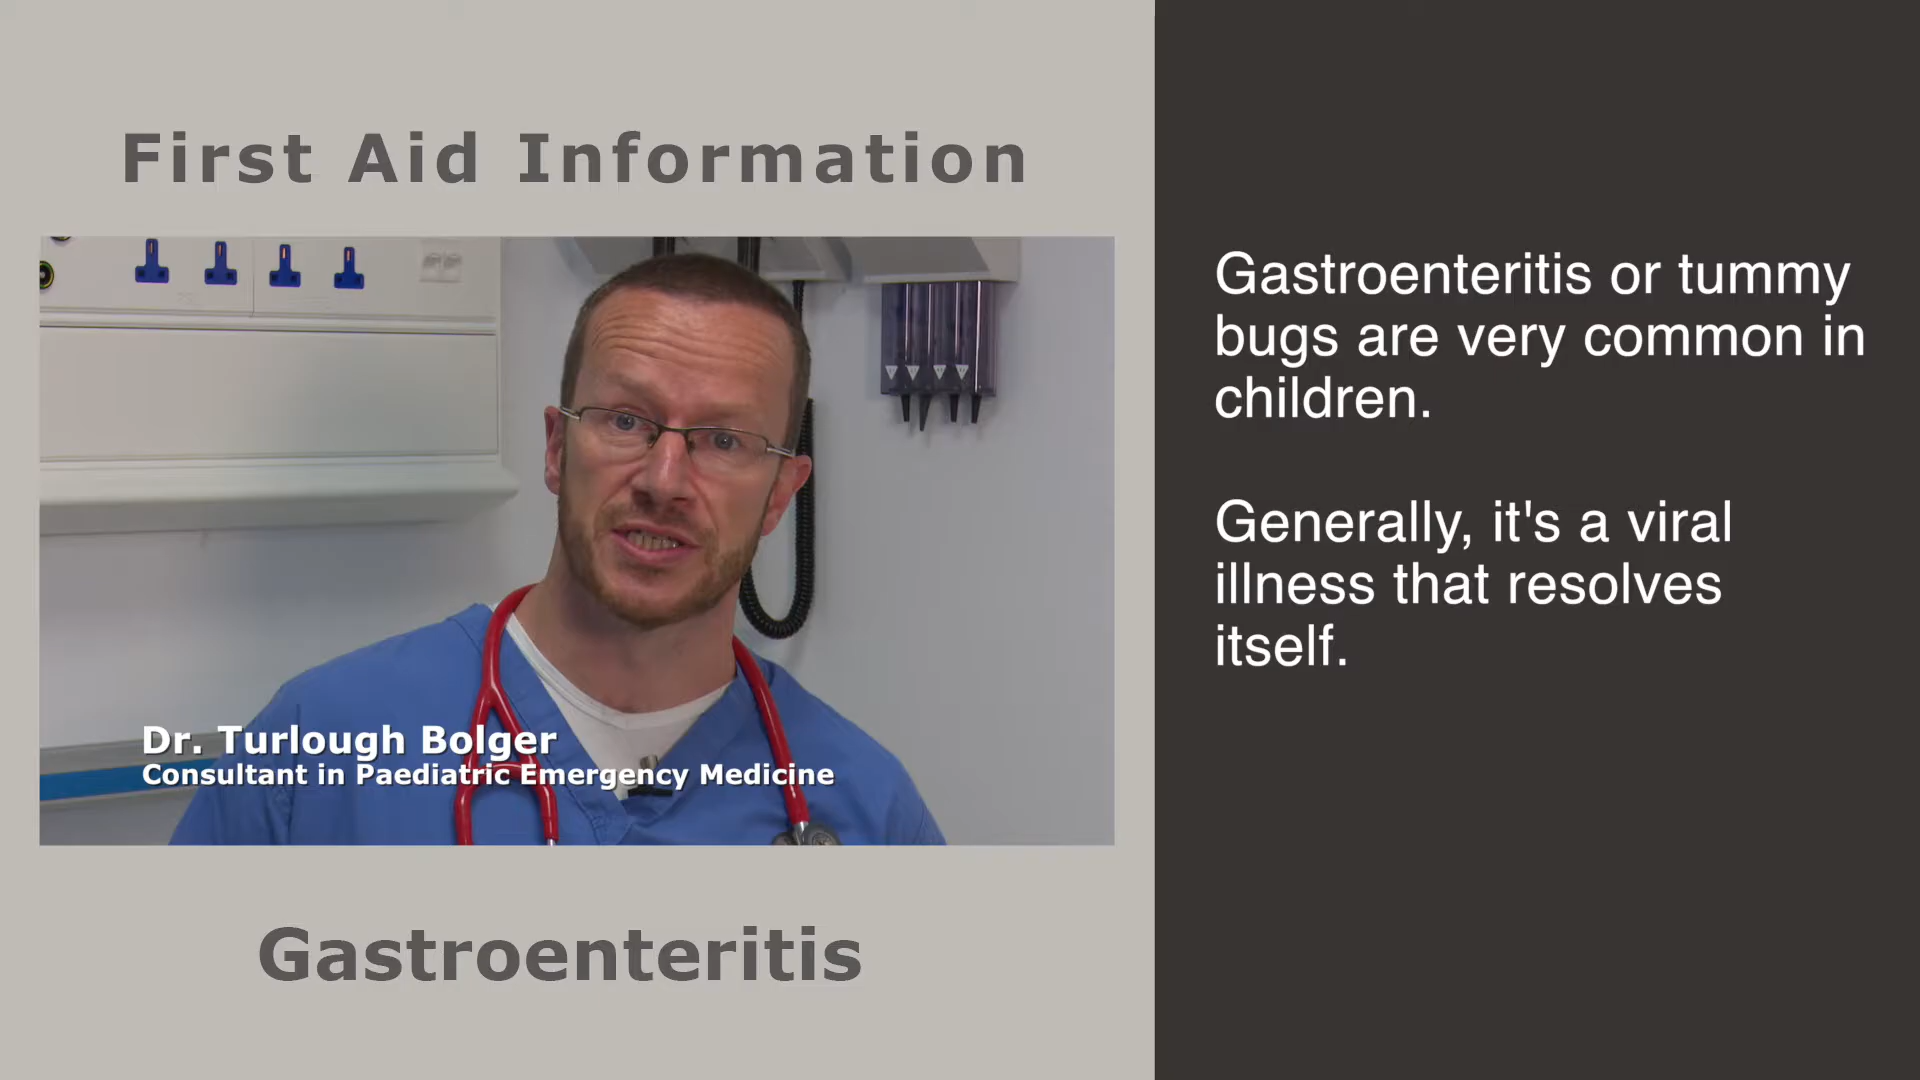 First Aid Information
Dr. Turlough Bolger
Consultant in Paediatric Emergency Medicine
Gastroenteritis
Gastroenteritis or tummy
bugs are very common in
children.
Generally, it's a viral
illness that resolves
itself.